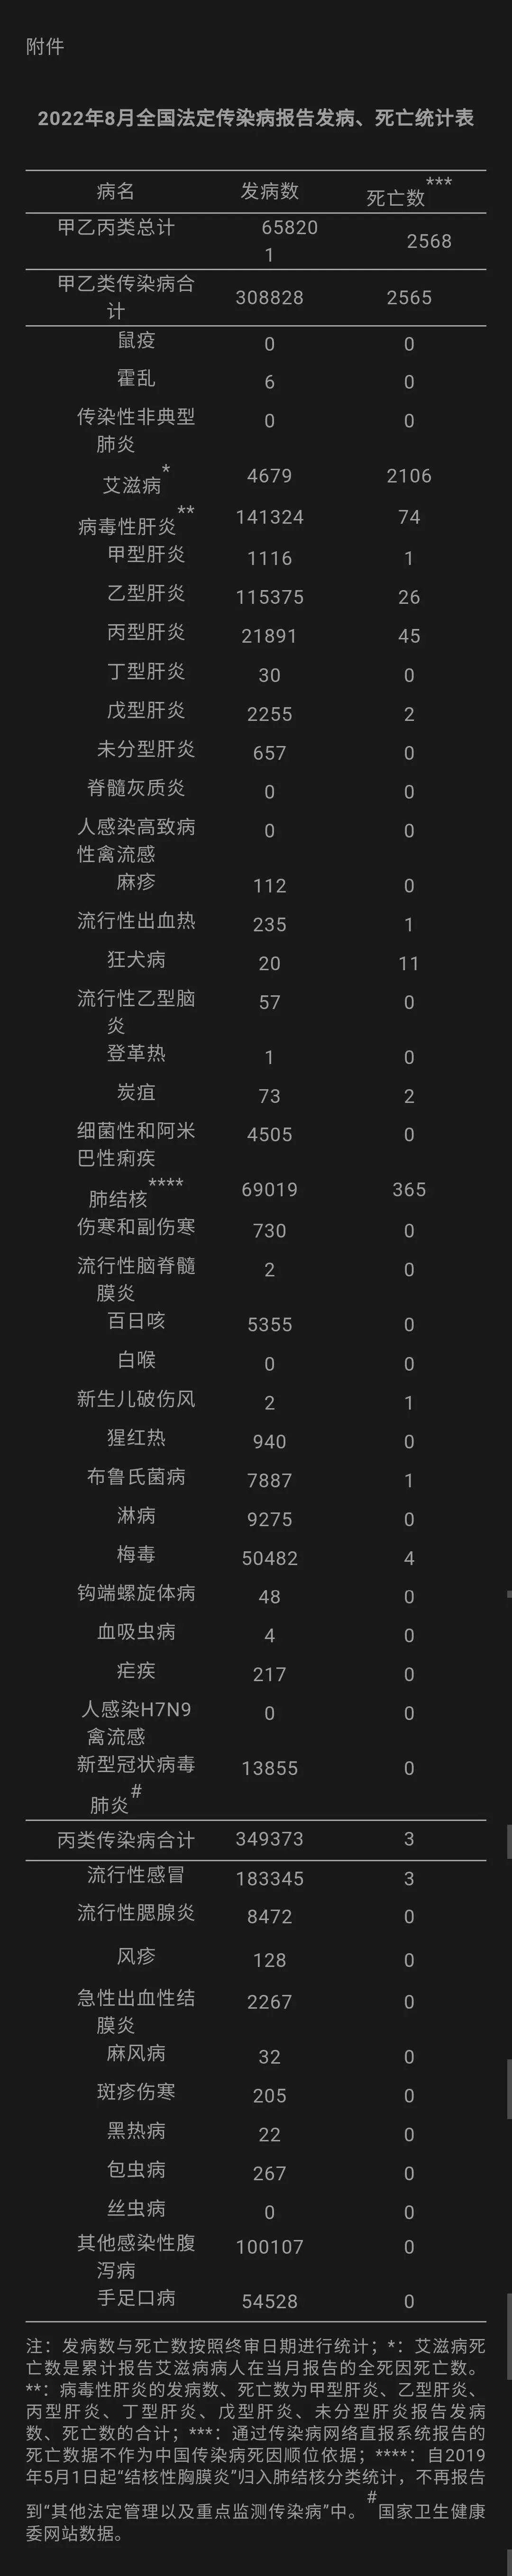 附件
2022年8月全国法定传染病报告发病、死亡统计表
病名 发病数 死亡数***
甲乙丙类总计 65820
1 2568
甲乙类传染病合
计 308828 2565
鼠疫 0 0
霍乱 6 0
传染性非典型
肺炎 0 0
艾滋病* 4679 2106
病毒性肝炎** 141324 74
甲型肝炎 1116 1
乙型肝炎 115375 26
丙型肝炎 21891 45
丁型肝炎 30 0
戊型肝炎 2255 2
未分型肝炎 657 0
脊髓灰质炎 0 0
人感染高致病
性禽流感 0 0
麻疹 112 0
流行性出血热 235 1
狂犬病 20 11
流行性乙型脑
炎 57 0
登革热 1 0
炭疽 73 2
细菌性和阿米
巴性痢疾 4505 0
肺结核**** 69019 365
伤寒和副伤寒 730 0
流行性脑脊髓
膜炎 2 0
百日咳 5355 0
白喉 0 0
新生儿破伤风 2 1
猩红热 940 0
布鲁氏菌病 7887 1
淋病 9275 0
梅毒 50482 4
钩端螺旋体病 48 0
血吸虫病 4 0
疟疾 217 0
人感染H7N9
禽流感 0 0
新型冠状病毒
肺炎# 13855 0
丙类传染病合计 349373 3
流行性感冒 183345 3
流行性腮腺炎 8472 0
风疹 128 0
急性出血性结
膜炎 2267 0
麻风病 32 0
斑疹伤寒 205 0
黑热病 22 0
包虫病 267 0
丝虫病 0 0
其他感染性腹
泻病 100107 0
手足口病 54528 0
注：发病数与死亡数按照终审日期进行统计；*：艾滋病死
亡数是累计报告艾滋病病人在当月报告的全死因死亡数。
**：病毒性肝炎的发病数、死亡数为甲型肝炎、乙型肝炎、
丙型肝炎、丁型肝炎、戊型肝炎、未分型肝炎报告发病
数、死亡数的合计；***：通过传染病网络直报系统报告的
死亡数据不作为中国传染病死因顺位依据；****：自2019
年5月1日起“结核性胸膜炎”归入肺结核分类统计，不再报告
到“其他法定管理以及重点监测传染病”中。#国家卫生健康
委网站数据。